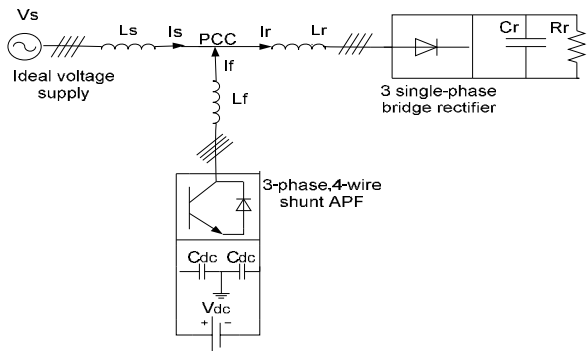 Vs
Ls
Is
PCC
Ir
Lr
Cr
Rr
Ideal voltage
supply
If
Lf
3 single-phase
bridge rectifier
3-phase,4-wire
shunt APF
Cdc
Cdc
Vdc
+
−